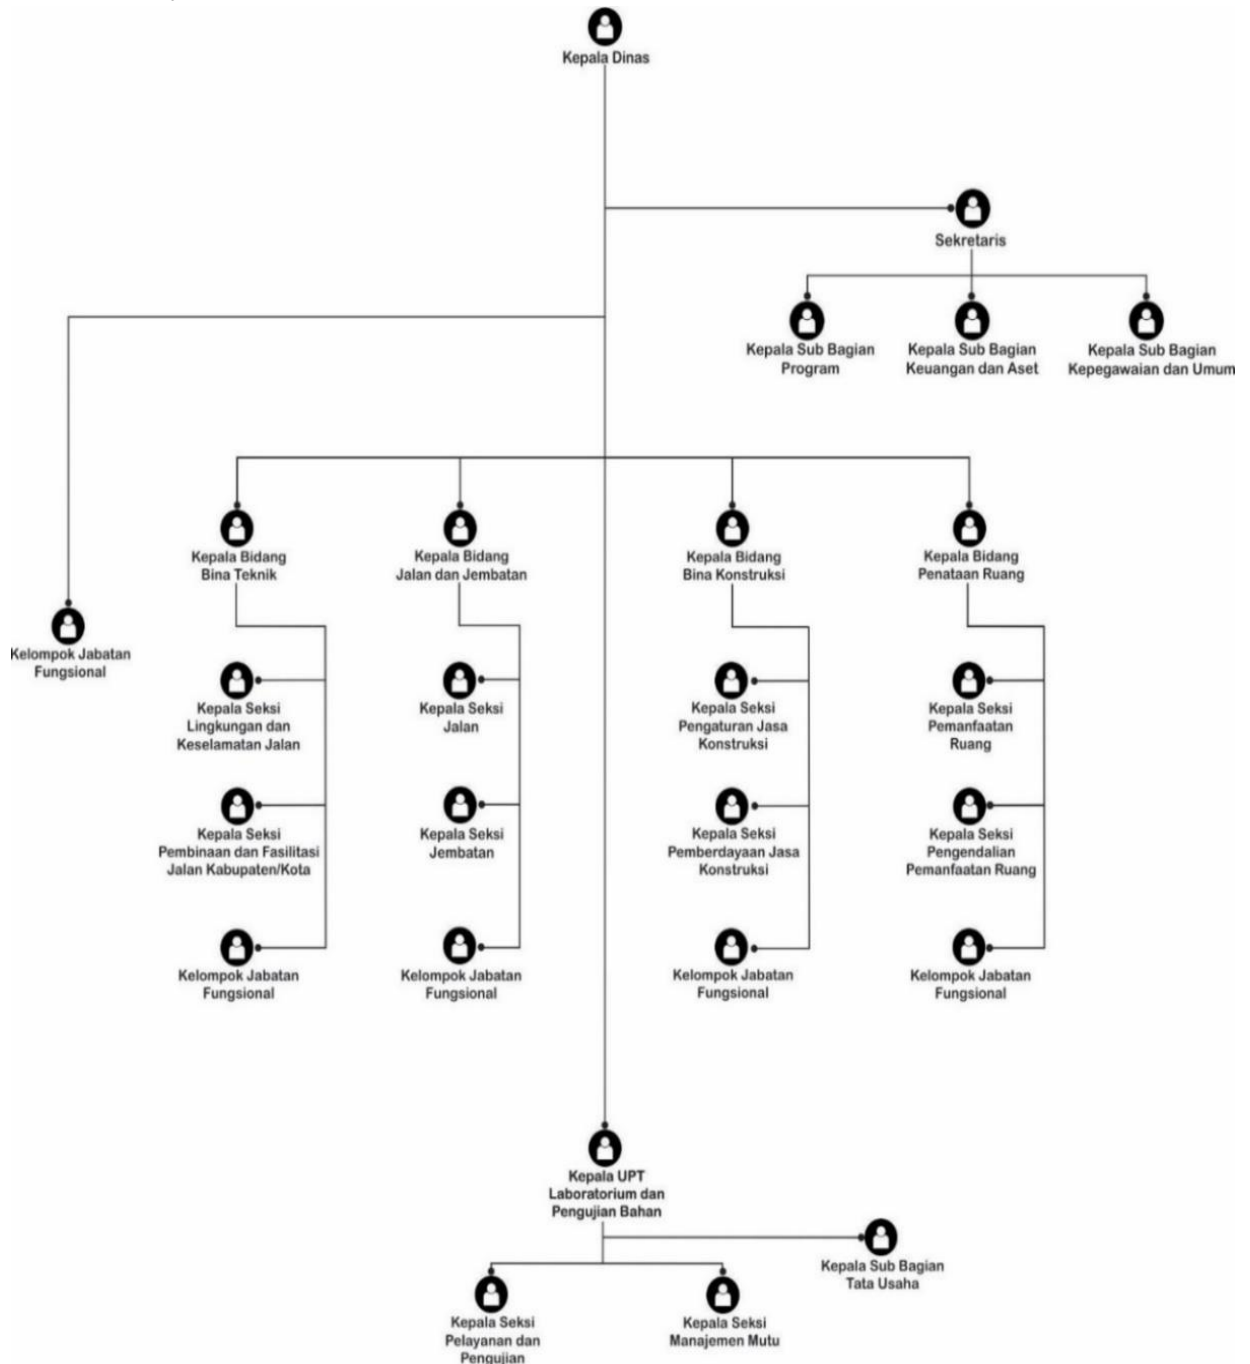 Kepala Dinas
Sekretaris
Kepala Sub Bagian
Program
Kepala Sub Bagian
Keuangan dan Aset
Kepala Sub Bagian
Kepegawaian dan Umum
Kepala Bidang
Bina Teknik
Kepala Bidang
Jalan dan Jembatan
Kepala Bidang
Bina Konstruksi
Kepala Bidang
Penataan Ruang
Kelompok Jabatan
Fungsional
Kepala Seksi
Lingkungan dan
Keselamatan Jalan
Kepala Seksi
Jalan
Kepala Seksi
Pengaturan Jasa
Konstruksi
Kepala Seksi
Pemanfaatan
Ruang
Kepala Seksi
Pembinaan dan Fasilitasi
Jalan Kabupaten/Kota
Kepala Seksi
Jembatan
Kepala Seksi
Pemberdayaan Jasa
Konstruksi
Kepala Seksi
Pengendalian
Pemanfaatan Ruang
Kelompok Jabatan
Fungsional
Kelompok Jabatan
Fungsional
Kelompok Jabatan
Fungsional
Kelompok Jabatan
Fungsional
Kepala UPT
Laboratorium dan
Pengujian Bahan
Kepala Sub Bagian
Tata Usaha
Kepala Seksi
Pelayanan dan
Pengujian
Kepala Seksi
Manajemen Mutu